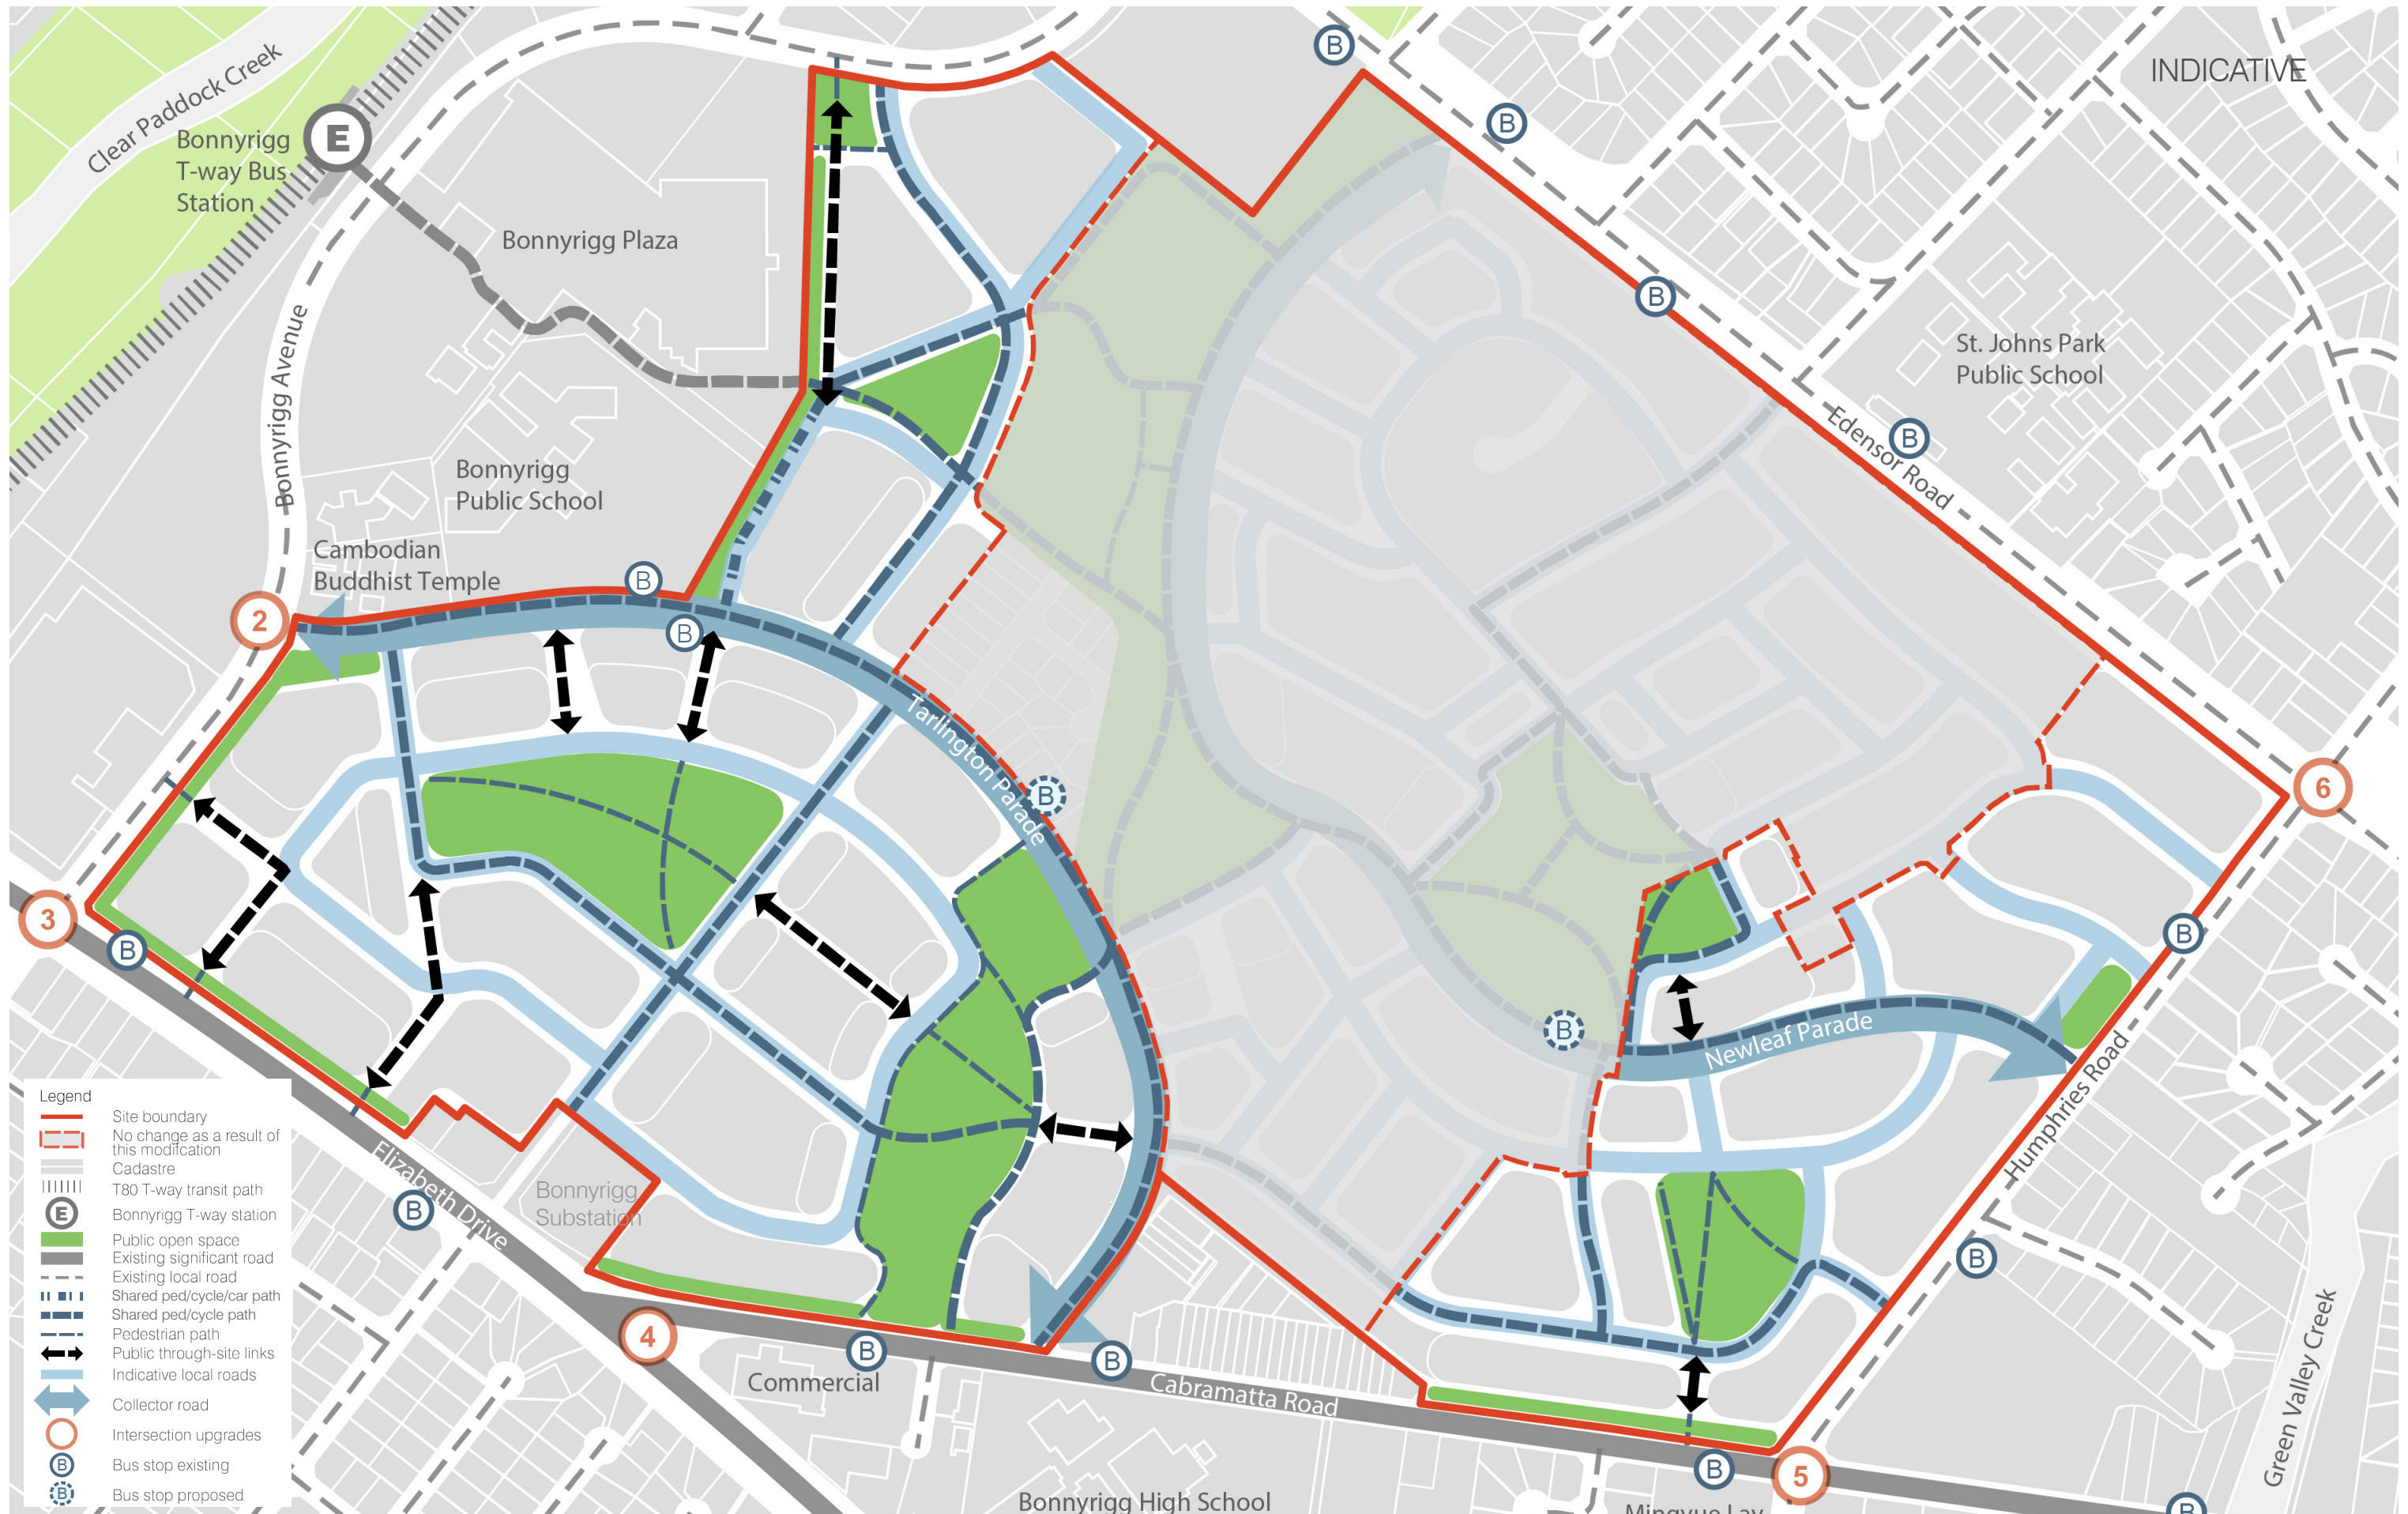 INDICATIVE
Clear Paddock Creek
E
Bonnyrigg
T-way Bus
Station
Bonnyrigg Plaza
B
B
B
B
St. Johns Park
Public School
Edensor Road
Bonnyrigg Avenue
Bonnyrigg
Public School
Cambodian
Buddhist Temple
B
B
2
Tarlington Parade
B
6
3
B
B
B
Newleaf Parade
Humphries Road
Elizabeth Drive
B
Bonnyrigg
Substation
B
4
B
B
Commercial
Cabramatta Road
B
5
B
Green Valley Creek
Bonnyrigg High School
Mingyue Lay
Legend
Site boundary
No change as a result of
this modifcation
Cadastre
T80 T-way transit path
E
Bonnyrigg T-way station
Public open space
Existing significant road
Existing local road
Shared ped/cycle/car path
Shared ped/cycle path
Pedestrian path
Public through-site links
Indicative local roads
Collector road
Intersection upgrades
B
Bus stop existing
B
Bus stop proposed